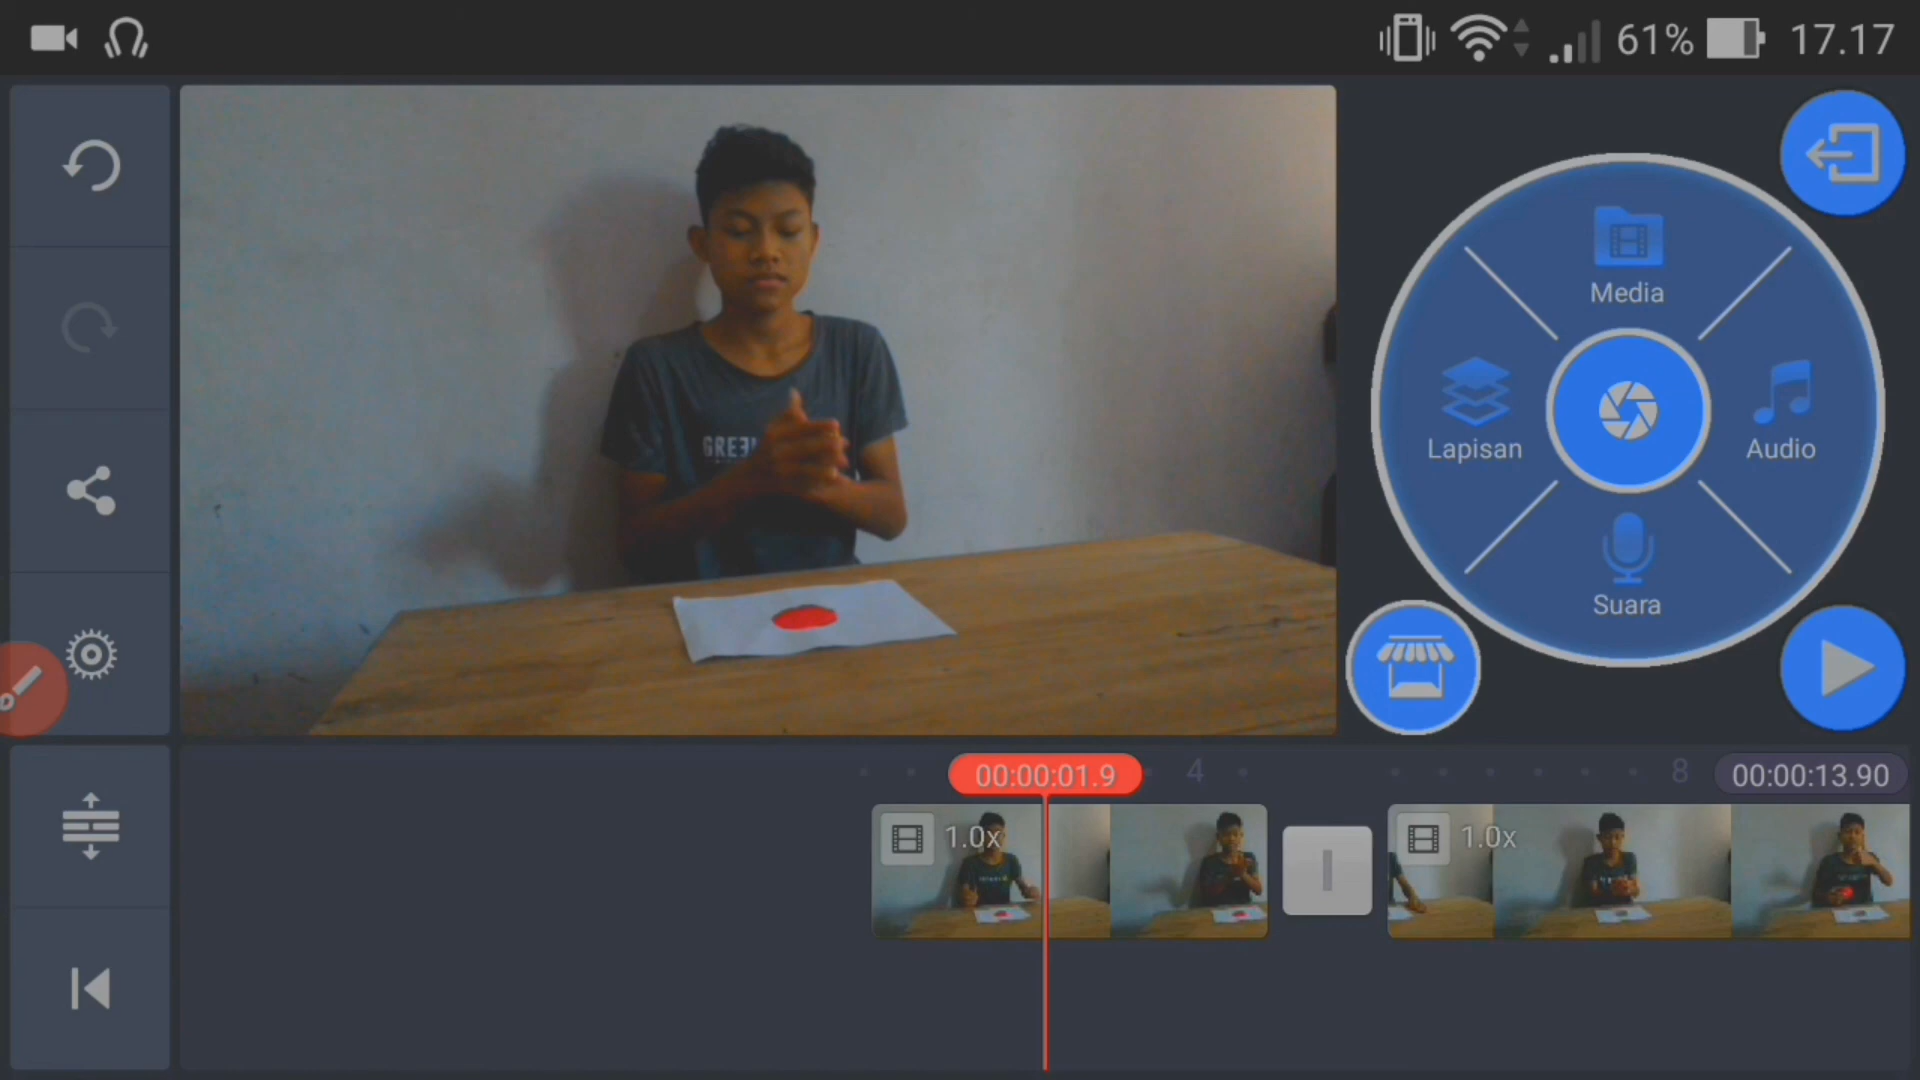 61% 17.17
Media
Lapisan
Audio
Suara
00:00:01.9
4
8
00:00:13.90
1.0x
1.0x